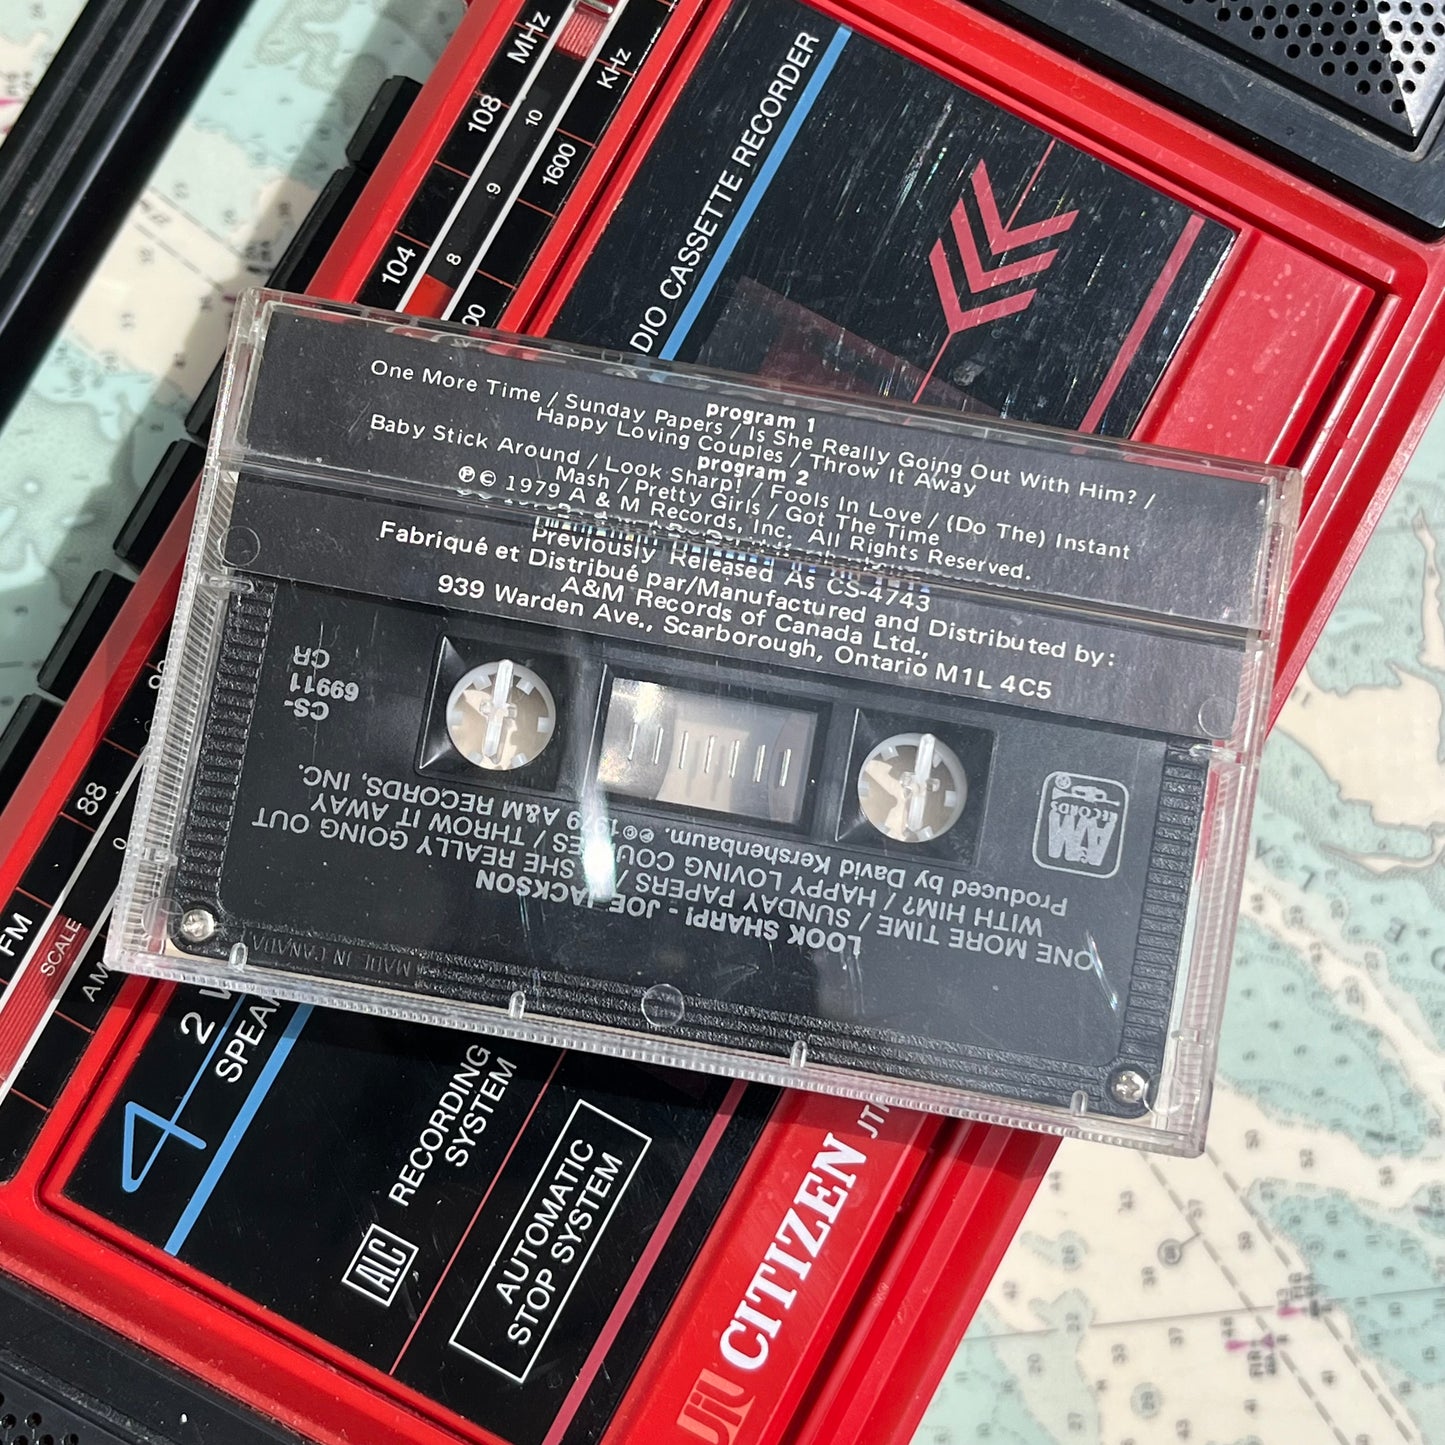 MHz
KHz
108
10
1600
9
104
8
DIO CASSETTE RECORDER
program 1
One More Time / Sunday Papers / Is She Really Going Out With Him? /
Happy Loving Couples / Throw It Away
program 2
Baby Stick Around / Look Sharp! / Fools In Love / (Do The) Instant
Mash / Pretty Girls / Got The Time
℗© 1979 A & M Records, Inc. All Rights Reserved.
Previously Released As CS-4743
Fabriqué et Distribué par/Manufactured and Distributed by:
A&M Records of Canada Ltd.,
939 Warden Ave., Scarborough, Ontario M1L 4C5
LOOK SHARP! - JOE JACKSON
ONE MORE TIME / SUNDAY PAPERS / SHE REALLY GOING OUT
WITH HIM? / HAPPY LOVING COUPLES / THROW IT AWAY
Produced by David Kershenbaum. ℗© 1979 A&M RECORDS, INC.
CS-
69911
CR
A&M
RECORDS
MADE IN CANADA
88
FM
SCALE
AM
4
2 W
SPEA
RECORDING
SYSTEM
ALC
AUTOMATIC
STOP SYSTEM
CITIZEN
JT